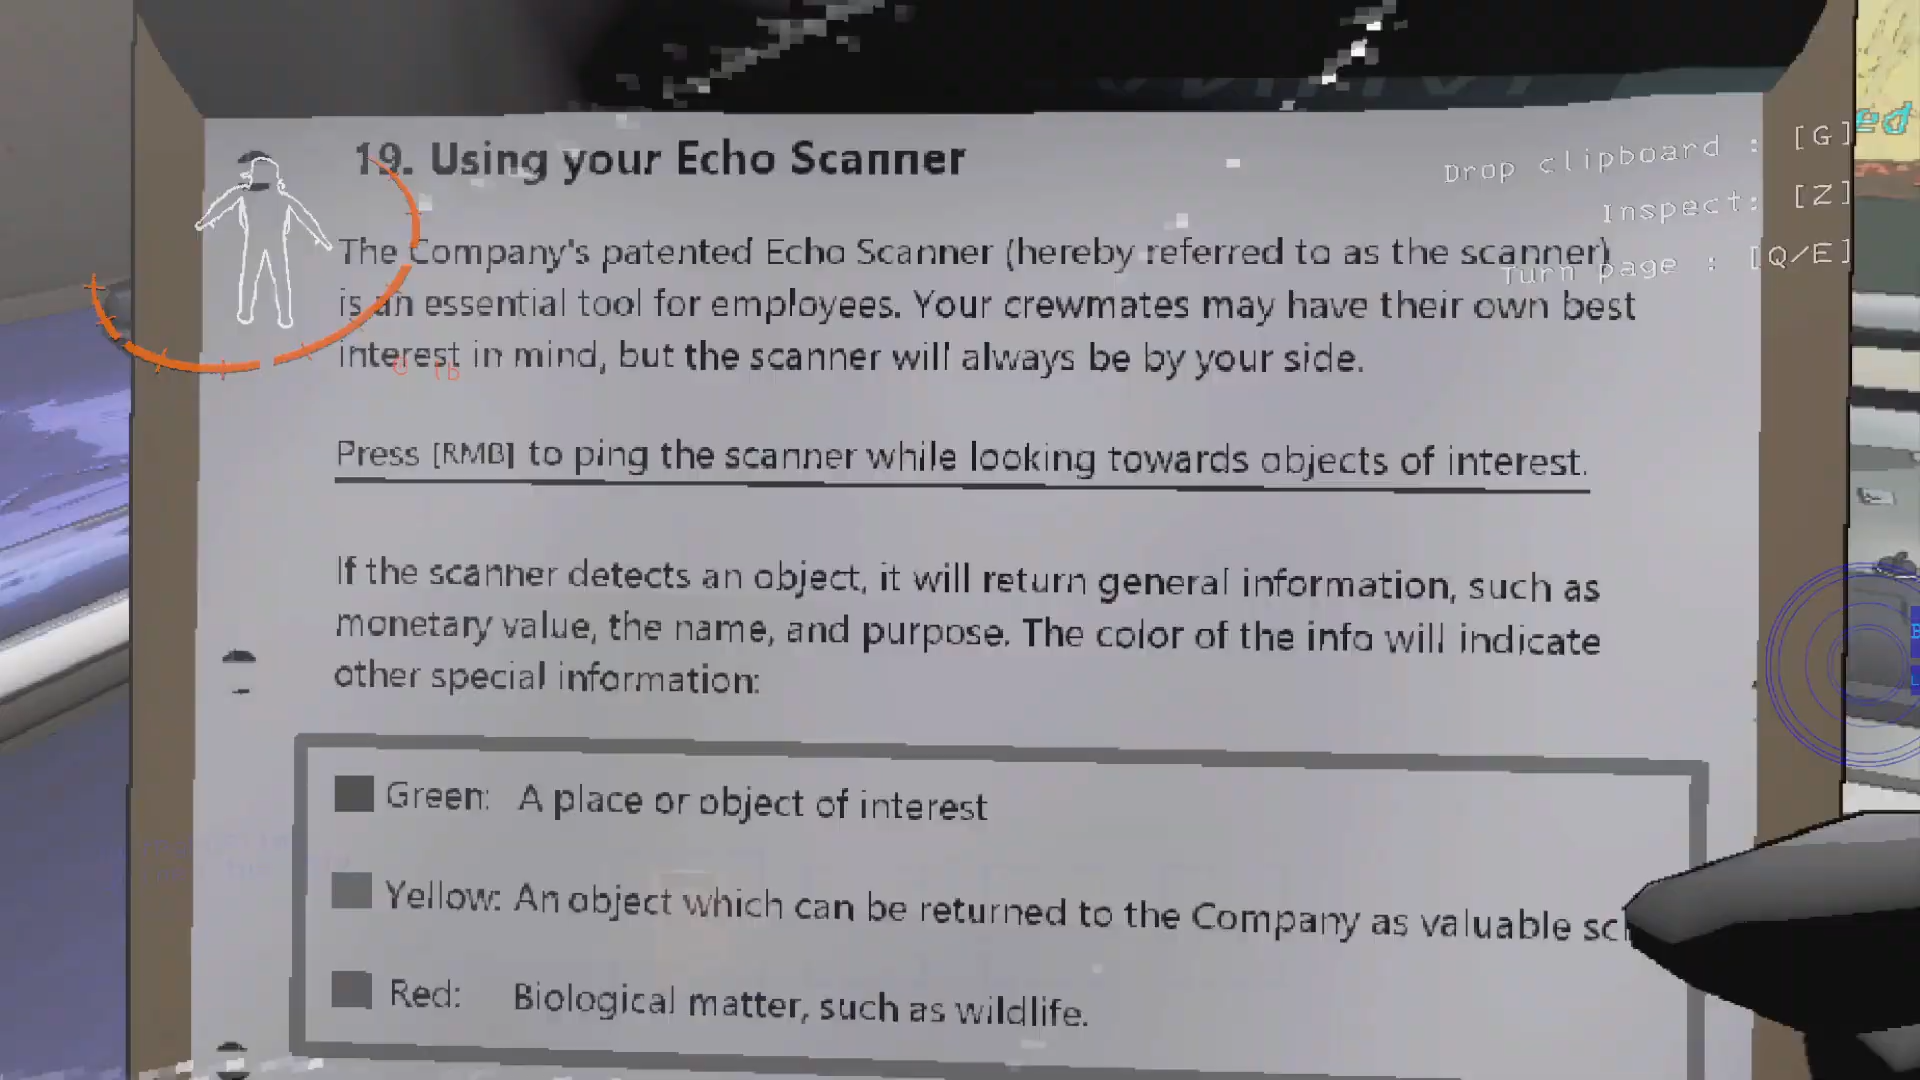 19. Using your Echo Scanner
The Company's patented Echo Scanner (hereby referred to as the scanner)
is an essential tool for employees. Your crewmates may have their own best
interest in mind, but the scanner will always be by your side.
Press [RMB] to ping the scanner while looking towards objects of interest.
If the scanner detects an object, it will return general information, such as
monetary value, the name, and purpose. The color of the info will indicate
other special information:
Green: A place or object of interest
Yellow: An object which can be returned to the Company as valuable
Red: Biological matter, such as wildlife.
Drop clipboard : [G]
Inspect: [Z]
Turn page : [Q/E]
0 lb
ed